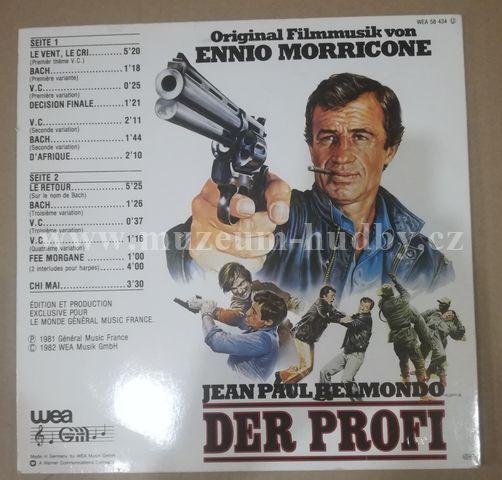 WEA 58 434 Ⓤ
Original Filmmusik von
ENNIO MORRICONE
SEITE 1
LE VENT, LE CRI............ 5'20
(Premièr thème V.C.)
BACH............ 1'18
(Première variante)
V.C............ 0'25
(Première variation)
DECISION FINALE... 1'21
V.C............ 2'11
(Seconde variation)
BACH............ 1'44
(Seconde variation)
D'AFRIQUE............ 2'10
SEITE 2
LE RETOUR............ 5'25
(Sur le nom de Bach)
BACH............ 1'26
(Troisième variation)
V.C............ 0'37
(Troisième variation)
V.C............
(Quatrième variation)
FEE MORGANE............ 1'00
(2 interludes pour harpes)............ 4'00
CHI MAI............ 3'30
ÉDITION ET PRODUCTION
EXCLUSIVE POUR
LE MONDE GÉNÉRAL MUSIC FRANCE.
Ⓟ 1981 Général Music France
© 1982 WEA Musik GmbH
www.muzeum-hudby.cz
JEAN PAUL BELMONDO
DER PROFI
wea
Gm
Made in Germany by WEA Musik GmbH
A Warner Communications Company